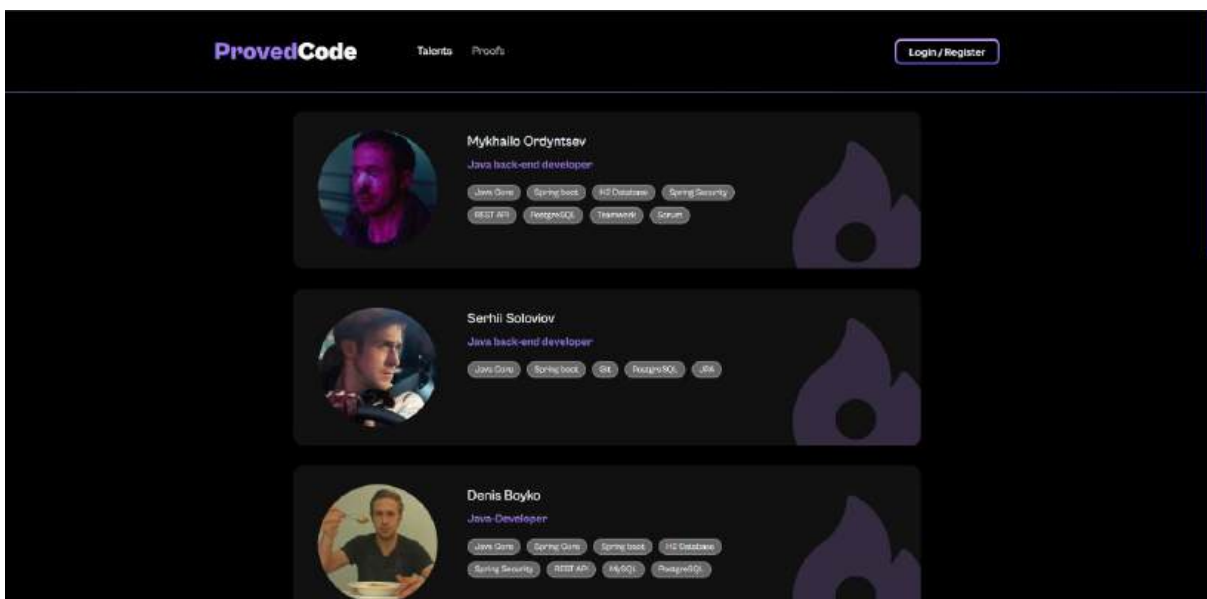 ProvedCode Talents Proofs Login / Register
Mykhailo Ordyntsev
Java back-end developer
Java Core Spring boot H2 Database Spring Security
REST API PostgreSQL Teamwork Scrum
Serhii Soloviov
Java back-end developer
Java Core Spring boot Git PostgreSQL JPA
Denis Boyko
Java-Developer
Java Core Spring Core Spring boot H2 Database
Spring Security REST API MySQL PostgreSQL